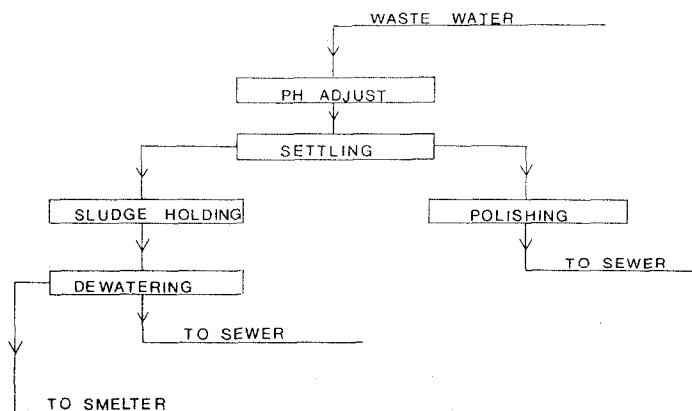 WASTE WATER
PH ADJUST
SETTLING
SLUDGE HOLDING
POLISHING
TO SEWER
DEWATERING
TO SEWER
TO SMELTER